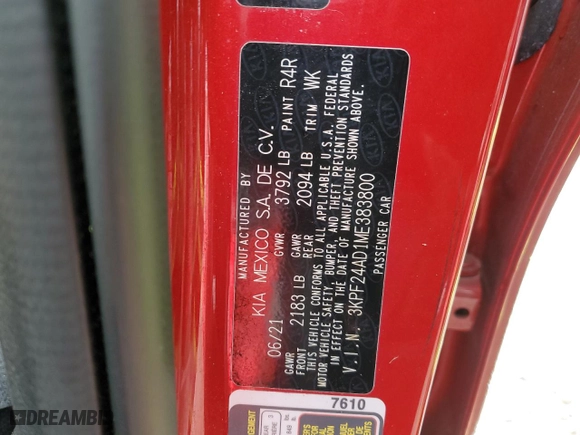 MANUFACTURED BY
KIA MEXICO S.A. DE C.V.
06/21 GVWR 3792 LB PAINT R4R
GAWR FRONT 2183 LB GAWR REAR 2094 LB TRIM WK
THIS VEHICLE CONFORMS TO ALL APPLICABLE U.S.A. FEDERAL
MOTOR VEHICLE SAFETY, BUMPER, AND THEFT PREVENTION STANDARDS
IN EFFECT ON THE DATE OF MANUFACTURE SHOWN ABOVE.
V.I.N. 3KPF24AD1ME383800
PASSENGER CAR
7610
DREAMBI